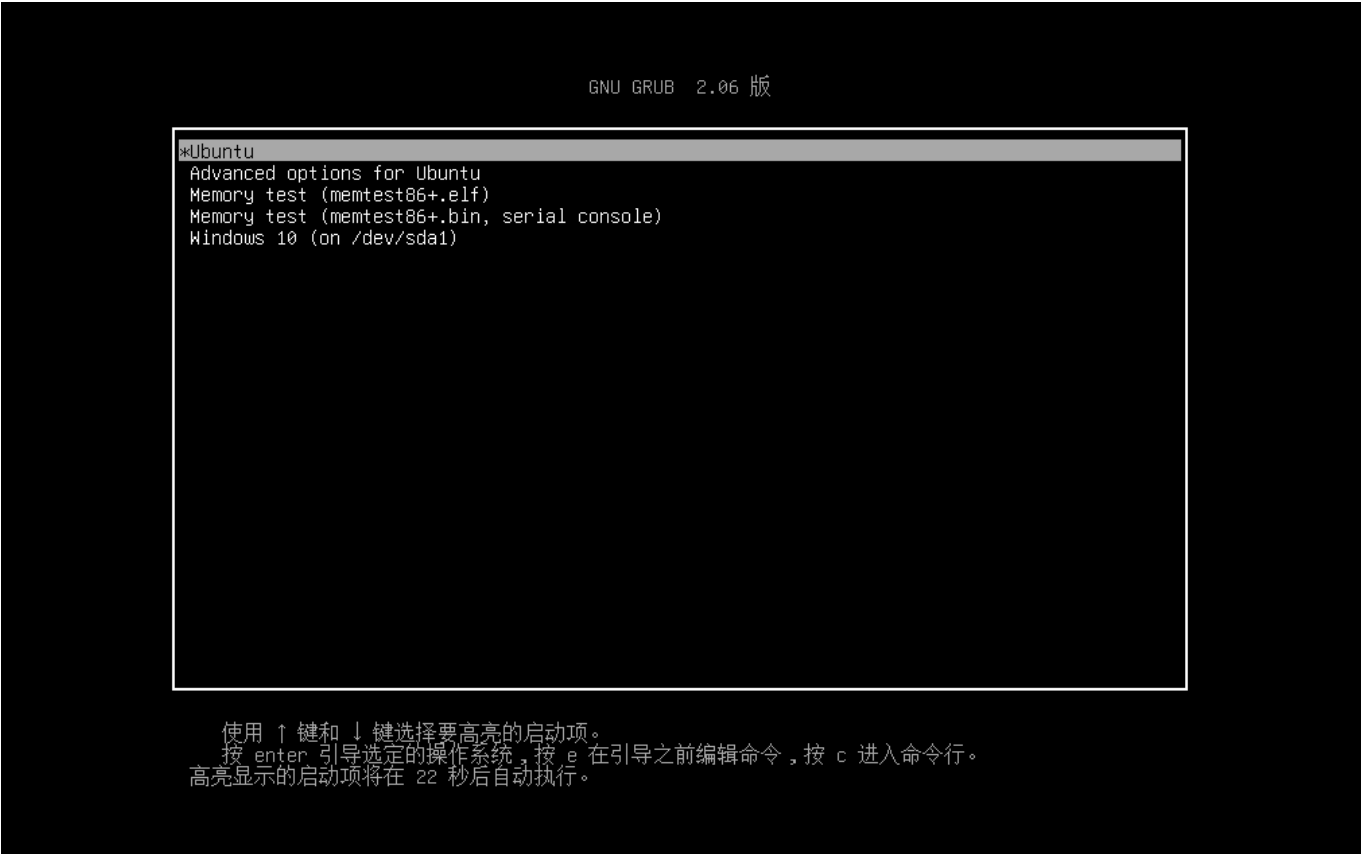 GNU GRUB  2.06 版
*Ubuntu
Advanced options for Ubuntu
Memory test (memtest86+.elf)
Memory test (memtest86+.bin, serial console)
Windows 10 (on /dev/sda1)
使用 ↑ 键和 ↓ 键选择要高亮的启动项。
按 enter 引导选定的操作系统,按 e 在引导之前编辑命令,按 c 进入命令行。
高亮显示的启动项将在 22 秒后自动执行。